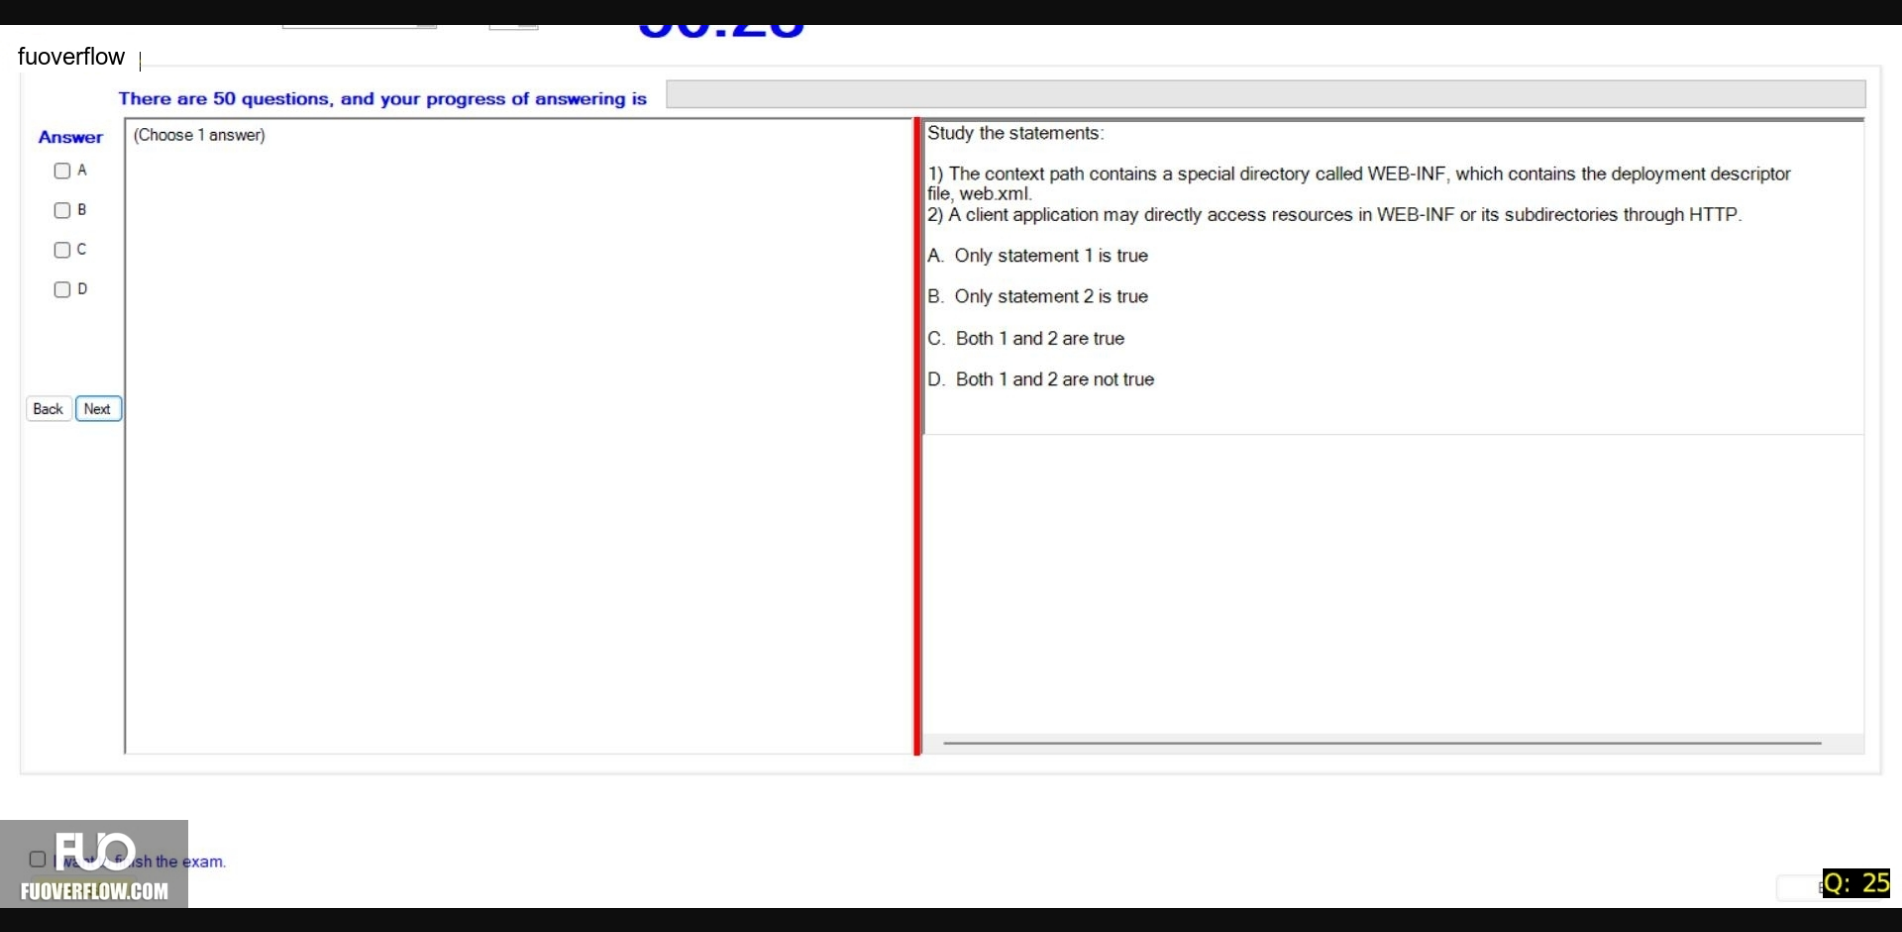 fuoverflow
There are 50 questions, and your progress of answering is
Answer
(Choose 1 answer)
A
B
C
D
Back Next
Study the statements:
1) The context path contains a special directory called WEB-INF, which contains the deployment descriptor
file, web.xml.
2) A client application may directly access resources in WEB-INF or its subdirectories through HTTP.
A. Only statement 1 is true
B. Only statement 2 is true
C. Both 1 and 2 are true
D. Both 1 and 2 are not true
FUO
the exam.
FUOVERFLOW.COM
Q: 25